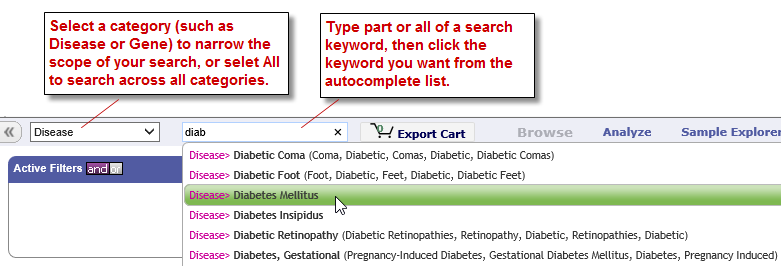 Select a category (such as
Disease or Gene) to narrow the
scope of your search, or selet All
to search across all categories.
Type part or all of a search
keyword, then click the
keyword you want from the
autocomplete list.
Disease
diab
×
0
Export Cart
Browse
Analyze
Sample Explorer
Active Filters and or
Disease> Diabetic Coma (Coma, Diabetic, Comas, Diabetic, Diabetic Comas)
Disease> Diabetic Foot (Foot, Diabetic, Feet, Diabetic, Diabetic Feet)
Disease> Diabetes Mellitus
Disease> Diabetes Insipidus
Disease> Diabetic Retinopathy (Diabetic Retinopathies, Retinopathy, Diabetic, Retinopathies, Diabetic)
Disease> Diabetes, Gestational (Pregnancy-Induced Diabetes, Gestational Diabetes Mellitus, Diabetes, Pregnancy Induced)